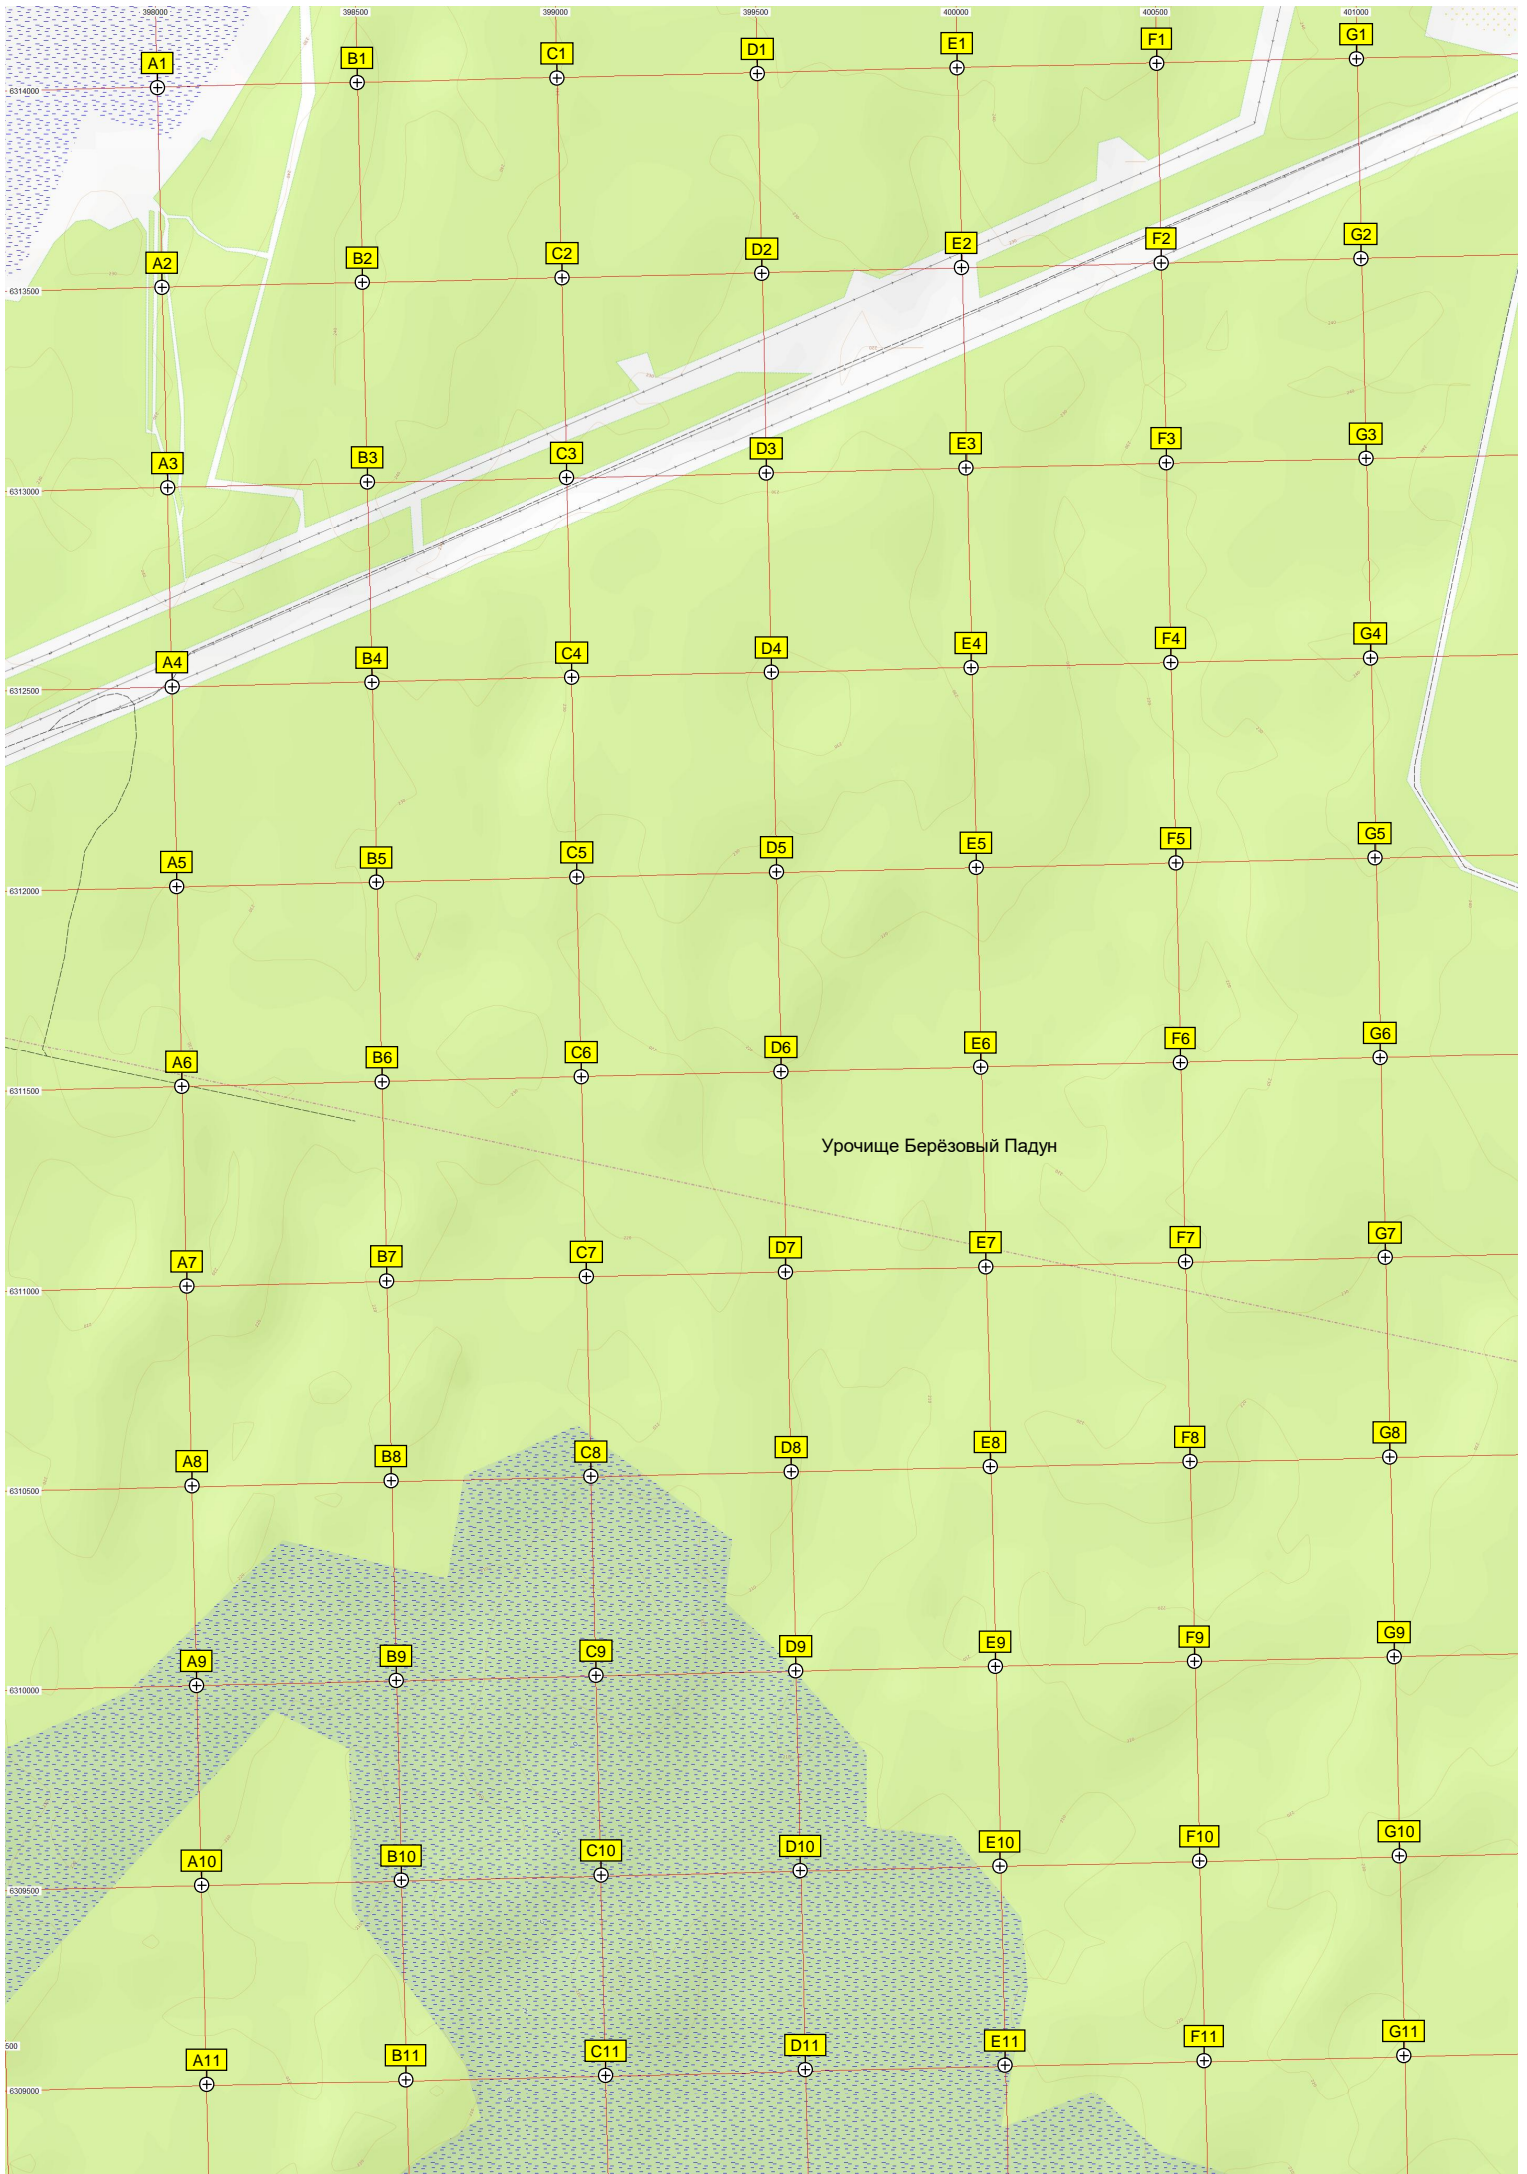 398000 398500 399000 399500 400000 400500 401000
A1 B1 C1 D1 E1 F1 G1
6314000
A2 B2 C2 D2 E2 F2 G2
6313500
A3 B3 C3 D3 E3 F3 G3
6313000
A4 B4 C4 D4 E4 F4 G4
6312500
A5 B5 C5 D5 E5 F5 G5
6312000
A6 B6 C6 D6 E6 F6 G6
6311500
Урочище Берёзовый Падун
A7 B7 C7 D7 E7 F7 G7
6311000
A8 B8 C8 D8 E8 F8 G8
6310500
A9 B9 C9 D9 E9 F9 G9
6310000
A10 B10 C10 D10 E10 F10 G10
6309500
500
A11 B11 C11 D11 E11 F11 G11
6309000